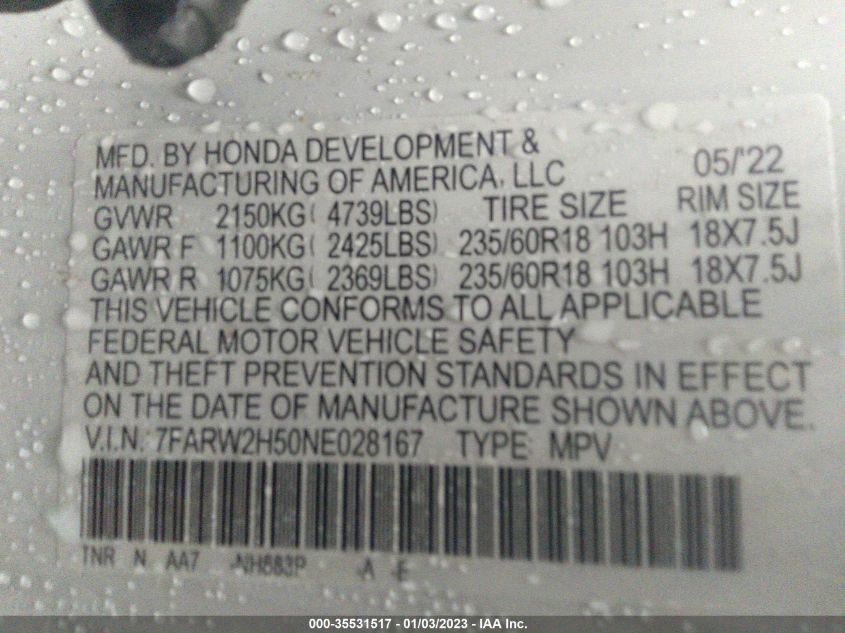 MFD. BY HONDA DEVELOPMENT &
MANUFACTURING OF AMERICA, LLC 05/'22
GVWR 2150KG( 4739LBS) TIRE SIZE RIM SIZE
GAWR F 1100KG( 2425LBS) 235/60R18 103H 18X7.5J
GAWR R 1075KG( 2369LBS) 235/60R18 103H 18X7.5J
THIS VEHICLE CONFORMS TO ALL APPLICABLE
FEDERAL MOTOR VEHICLE SAFETY
AND THEFT PREVENTION STANDARDS IN EFFECT
ON THE DATE OF MANUFACTURE SHOWN ABOVE.
V.I.N: 7FARW2H50NE028167 TYPE: MPV
TNR N AA7 -NH883P -A -E
000-35531517 - 01/03/2023 - IAA Inc.